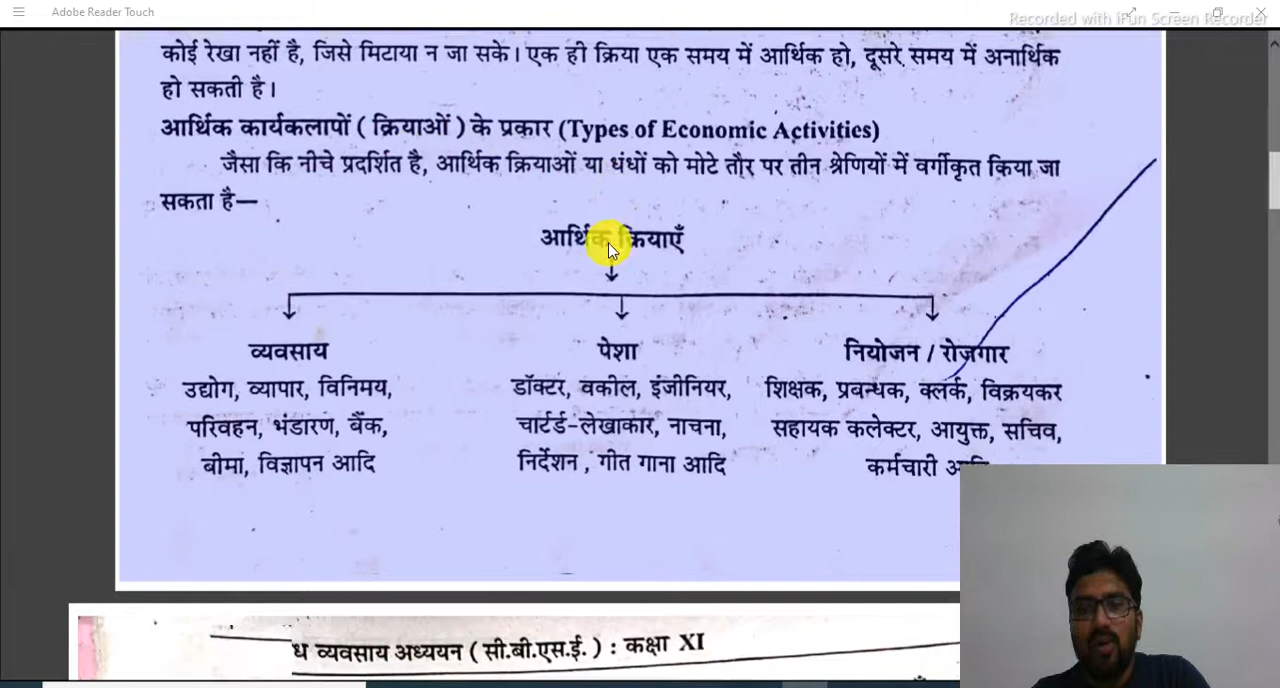 Adobe Reader Touch
Recorded with iFun Screen Recorder
कोई रेखा नहीं है, जिसे मिटाया न जा सके। एक ही क्रिया एक समय में आर्थिक हो, दूसरे समय में अनार्थिक
हो सकती है।
आर्थिक कार्यकलापों ( क्रियाओं ) के प्रकार (Types of Economic Activities)
जैसा कि नीचे प्रदर्शित है, आर्थिक क्रियाओं या धंधों को मोटे तौर पर तीन श्रेणियों में वर्गीकृत किया जा
सकता है—
आर्थिक क्रियाएँ
व्यवसाय
उद्योग, व्यापार, विनिमय,
परिवहन, भंडारण, बैंक,
बीमा, विज्ञापन आदि
पेशा
डॉक्टर, वकील, इंजीनियर,
चार्टर्ड-लेखाकार, नाचना,
निर्देशन , गीत गाना आदि
नियोजन / रोज़गार
शिक्षक, प्रबन्धक, क्लर्क, विक्रयकर
सहायक कलेक्टर, आयुक्त, सचिव,
कर्मचारी
ध व्यवसाय अध्ययन ( सी.बी.एस.ई. ) : कक्षा XI